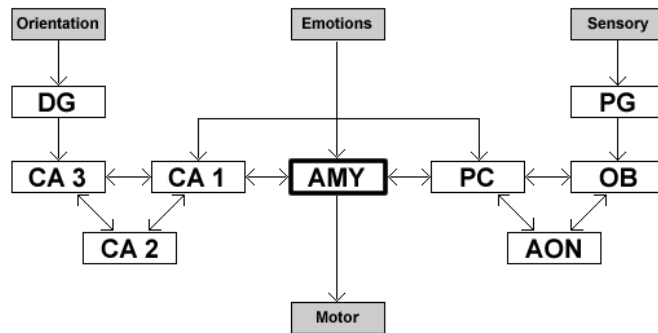 Orientation
Emotions
Sensory
DG
PG
CA 3
CA 1
AMY
PC
OB
CA 2
AON
Motor